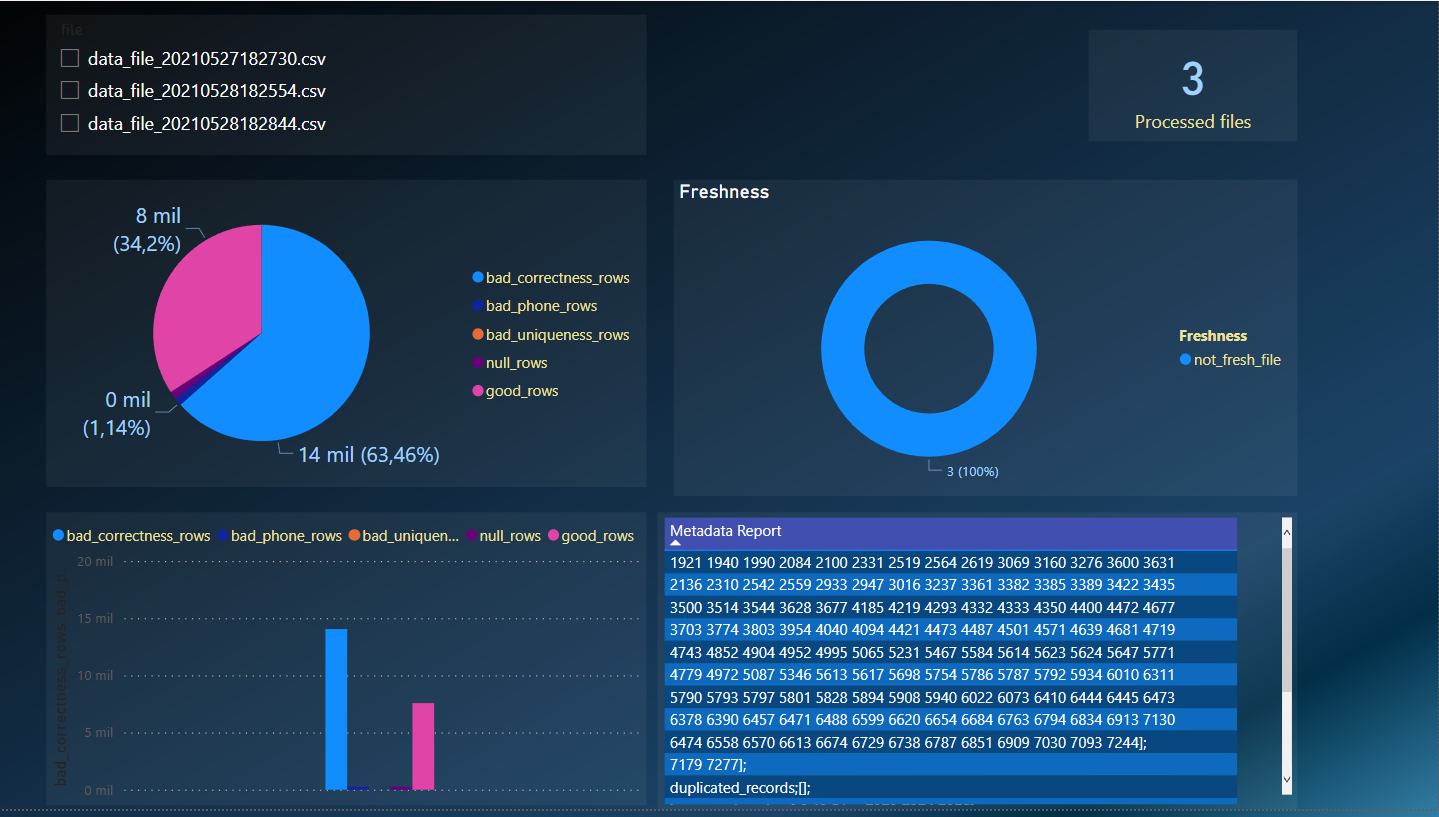 file
data_file_20210527182730.csv
data_file_20210528182554.csv
data_file_20210528182844.csv
3
Processed files
8 mil
(34,2%)
0 mil
(1,14%)
14 mil (63,46%)
bad_correctness_rows
bad_phone_rows
bad_uniqueness_rows
null_rows
good_rows
Freshness
3 (100%)
Freshness
not_fresh_file
bad_correctness_rows bad_phone_rows bad_uniquen... null_rows good_rows
20 mil
15 mil
10 mil
5 mil
0 mil
bad_correctness_rows, bad_p...
Metadata Report
1921 1940 1990 2084 2100 2331 2519 2564 2619 3069 3160 3276 3600 3631
2136 2310 2542 2559 2933 2947 3016 3237 3361 3382 3385 3389 3422 3435
3500 3514 3544 3628 3677 4185 4219 4293 4332 4333 4350 4400 4472 4677
3703 3774 3803 3954 4040 4094 4421 4473 4487 4501 4571 4639 4681 4719
4743 4852 4904 4952 4995 5065 5231 5467 5584 5614 5623 5624 5647 5771
4779 4972 5087 5346 5613 5617 5698 5754 5786 5787 5792 5934 6010 6311
5790 5793 5797 5801 5828 5894 5908 5940 6022 6073 6410 6444 6445 6473
6378 6390 6457 6471 6488 6599 6620 6654 6684 6763 6794 6834 6913 7130
6474 6558 6570 6613 6674 6729 6738 6787 6851 6909 7030 7093 7244];
7179 7277];
duplicated_records;[];